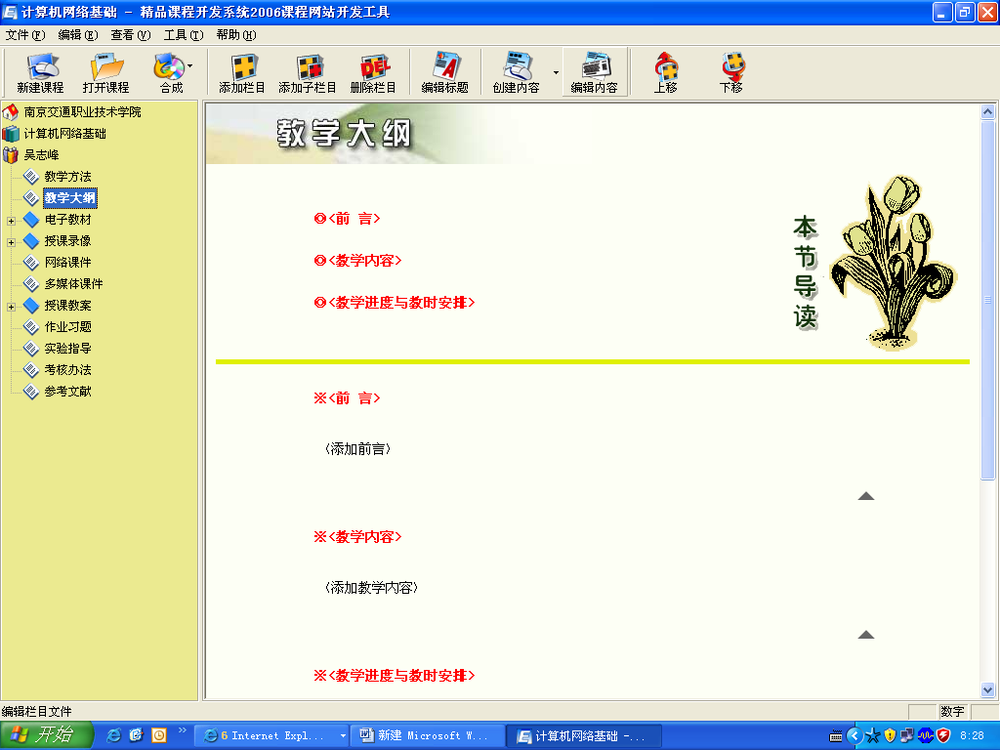 计算机网络基础 - 精品课程开发系统2006课程网站开发工具
文件(F) 编辑(E) 查看(V) 工具(T) 帮助(H)
新建课程 打开课程 合成 添加栏目 添加子栏目 删除栏目 编辑标题 创建内容 编辑内容 上移 下移
南京交通职业技术学院
计算机网络基础
吴志峰
教学方法
教学大纲
电子教材
授课录像
网络课件
多媒体课件
授课教案
作业习题
实验指导
考核办法
参考文献
教学大纲
◎<前 言>
◎<教学内容>
◎<教学进度与教时安排>
本节导读
※<前 言>
〈添加前言〉
※<教学内容>
〈添加教学内容〉
※<教学进度与教时安排>
编辑栏目文件 数字
开始 6 Internet Expl... 新建 Microsoft W... 计算机网络基础 -... 8:28